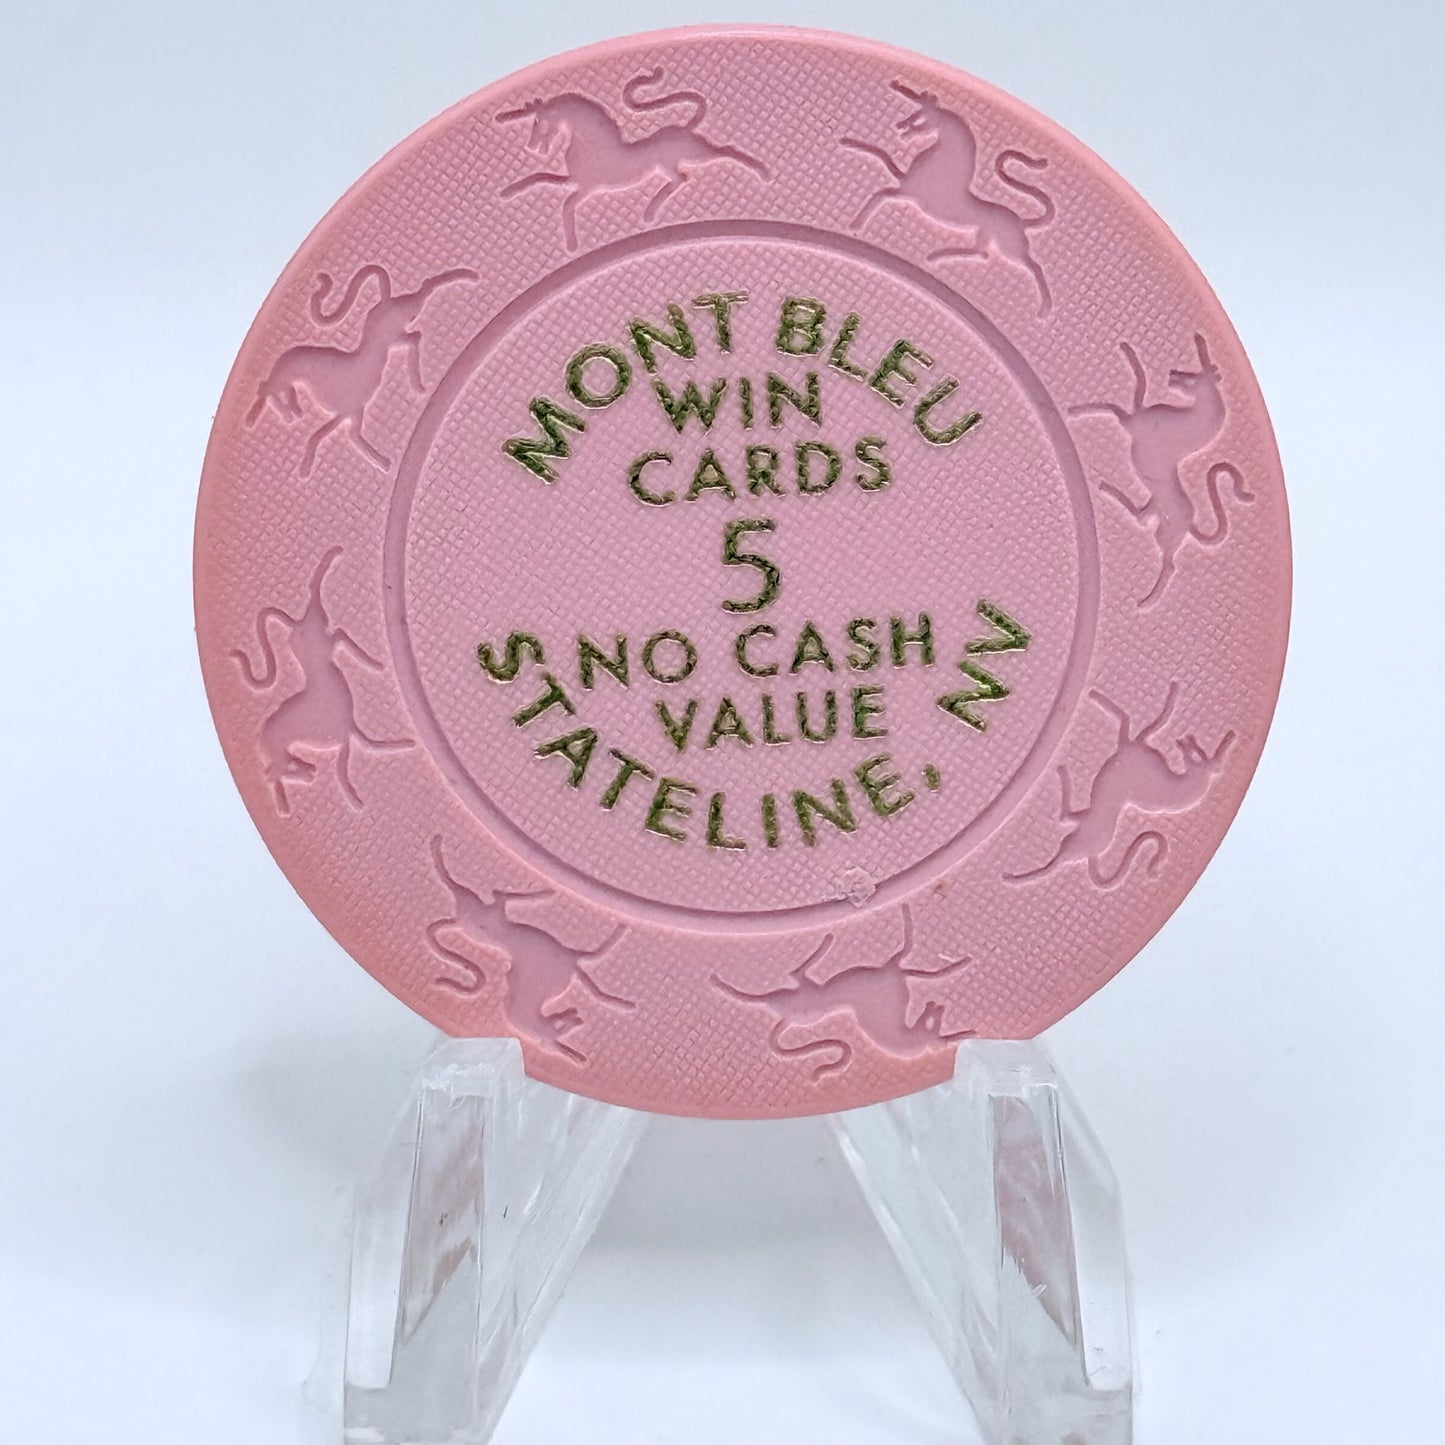 MONT BLEU
WIN
CARDS
5
NO CASH
VALUE
STATELINE, NV